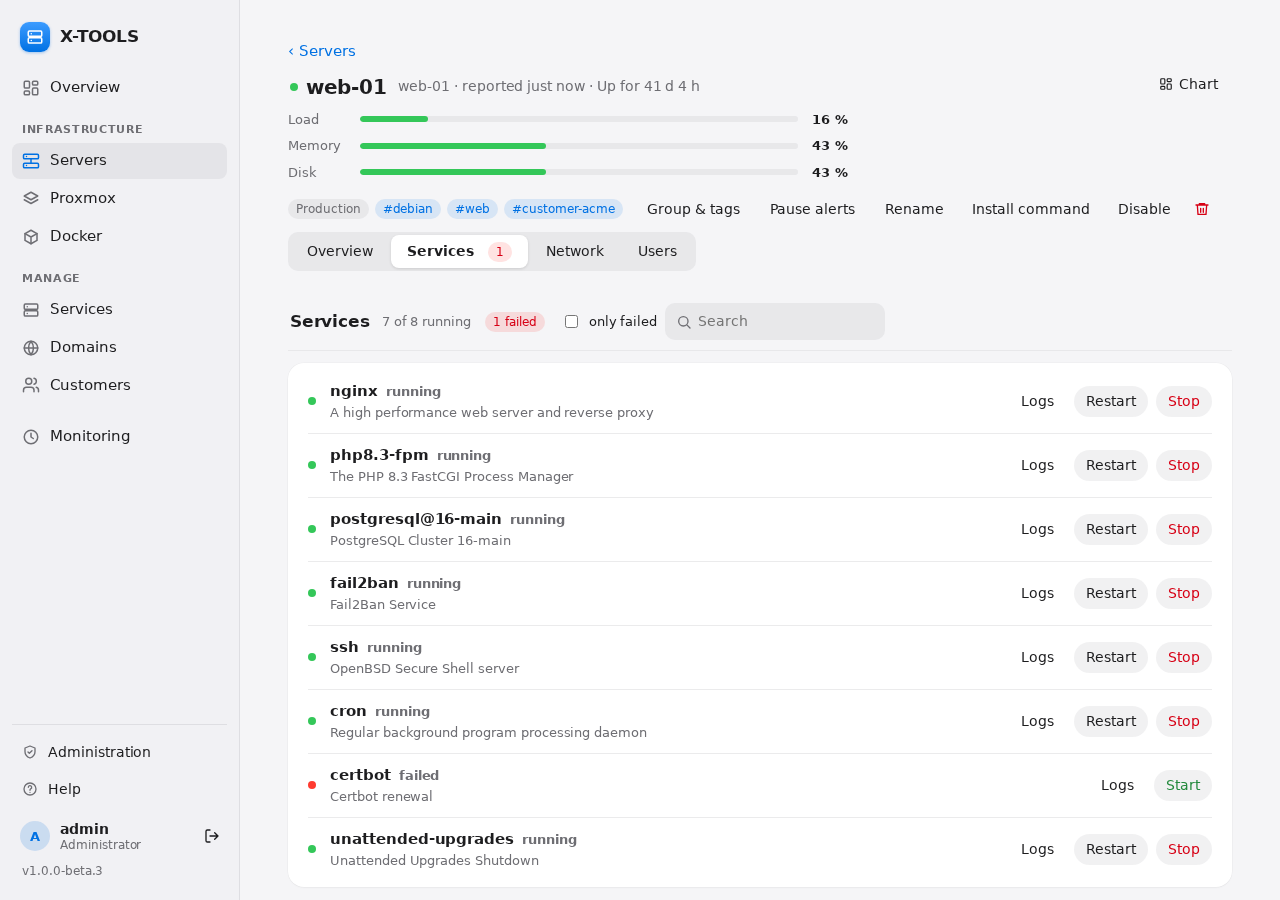 X-TOOLS
Overview
INFRASTRUCTURE
Servers
Proxmox
Docker
MANAGE
Services
Domains
Customers
Monitoring
Administration
Help
A
admin
Administrator
v1.0.0-beta.3
‹ Servers
web-01 web-01 · reported just now · Up for 41 d 4 h
Chart
Load 16 %
Memory 43 %
Disk 43 %
Production #debian #web #customer-acme Group & tags Pause alerts Rename Install command Disable
Overview Services 1 Network Users
Services 7 of 8 running 1 failed only failed Search
nginx running
A high performance web server and reverse proxy
Logs Restart Stop
php8.3-fpm running
The PHP 8.3 FastCGI Process Manager
Logs Restart Stop
postgresql@16-main running
PostgreSQL Cluster 16-main
Logs Restart Stop
fail2ban running
Fail2Ban Service
Logs Restart Stop
ssh running
OpenBSD Secure Shell server
Logs Restart Stop
cron running
Regular background program processing daemon
Logs Restart Stop
certbot failed
Certbot renewal
Logs Start
unattended-upgrades running
Unattended Upgrades Shutdown
Logs Restart Stop